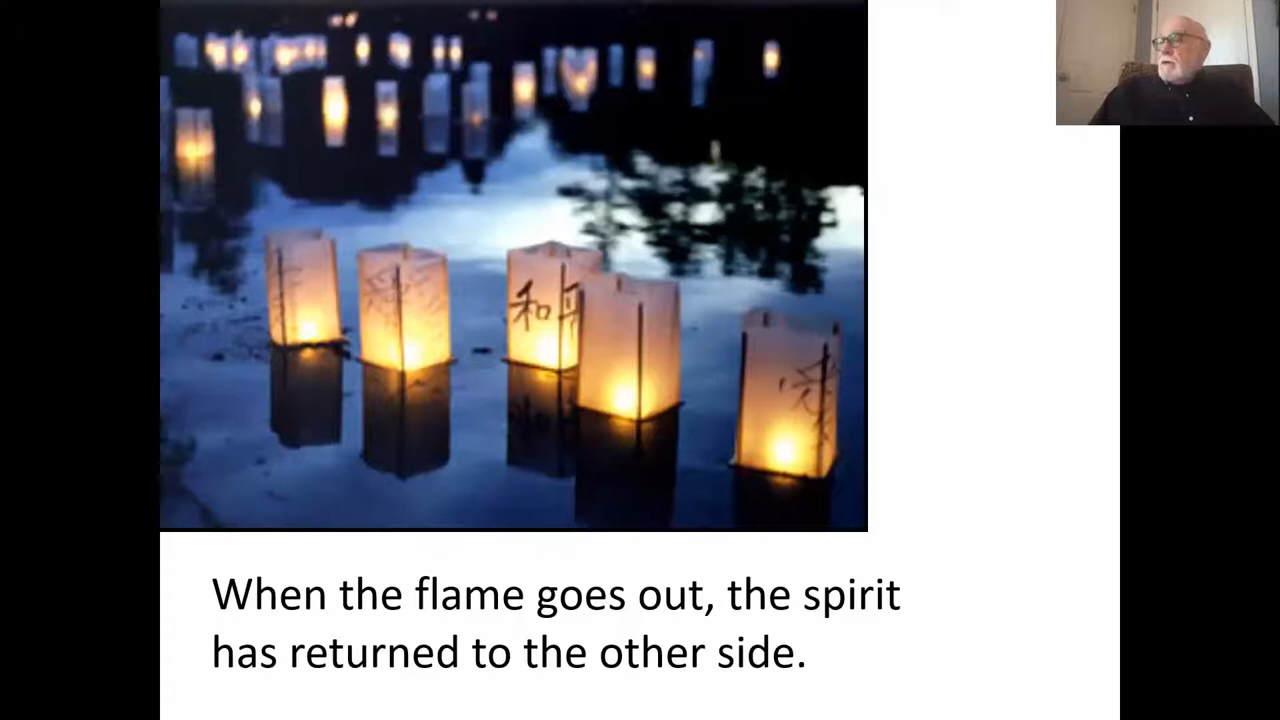 和
When the flame goes out, the spirit
has returned to the other side.